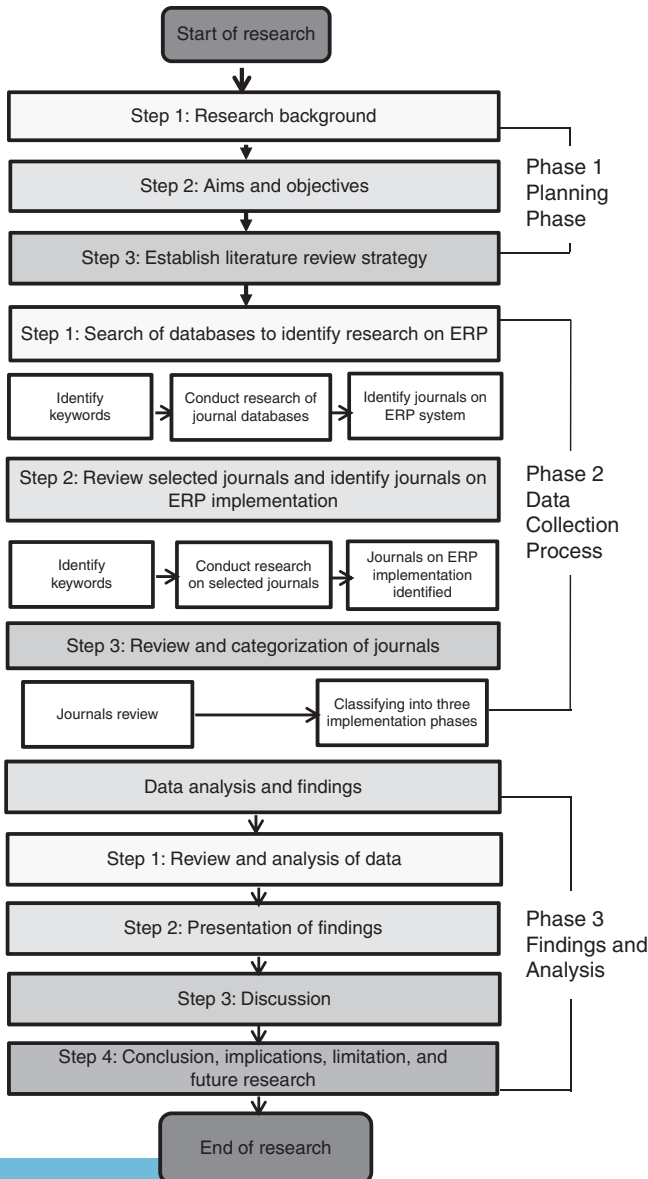 Start of research
Step 1: Research background
Step 2: Aims and objectives
Step 3: Establish literature review strategy
Phase 1
Planning
Phase
Step 1: Search of databases to identify research on ERP
Identify
keywords
Conduct research of
journal databases
Identify journals on
ERP system
Step 2: Review selected journals and identify journals on
ERP implementation
Identify
keywords
Conduct research
on selected journals
Journals on ERP
implementation
identified
Step 3: Review and categorization of journals
Journals review
Classifying into three
implementation phases
Phase 2
Data
Collection
Process
Data analysis and findings
Step 1: Review and analysis of data
Step 2: Presentation of findings
Step 3: Discussion
Step 4: Conclusion, implications, limitation, and
future research
Phase 3
Findings and
Analysis
End of research